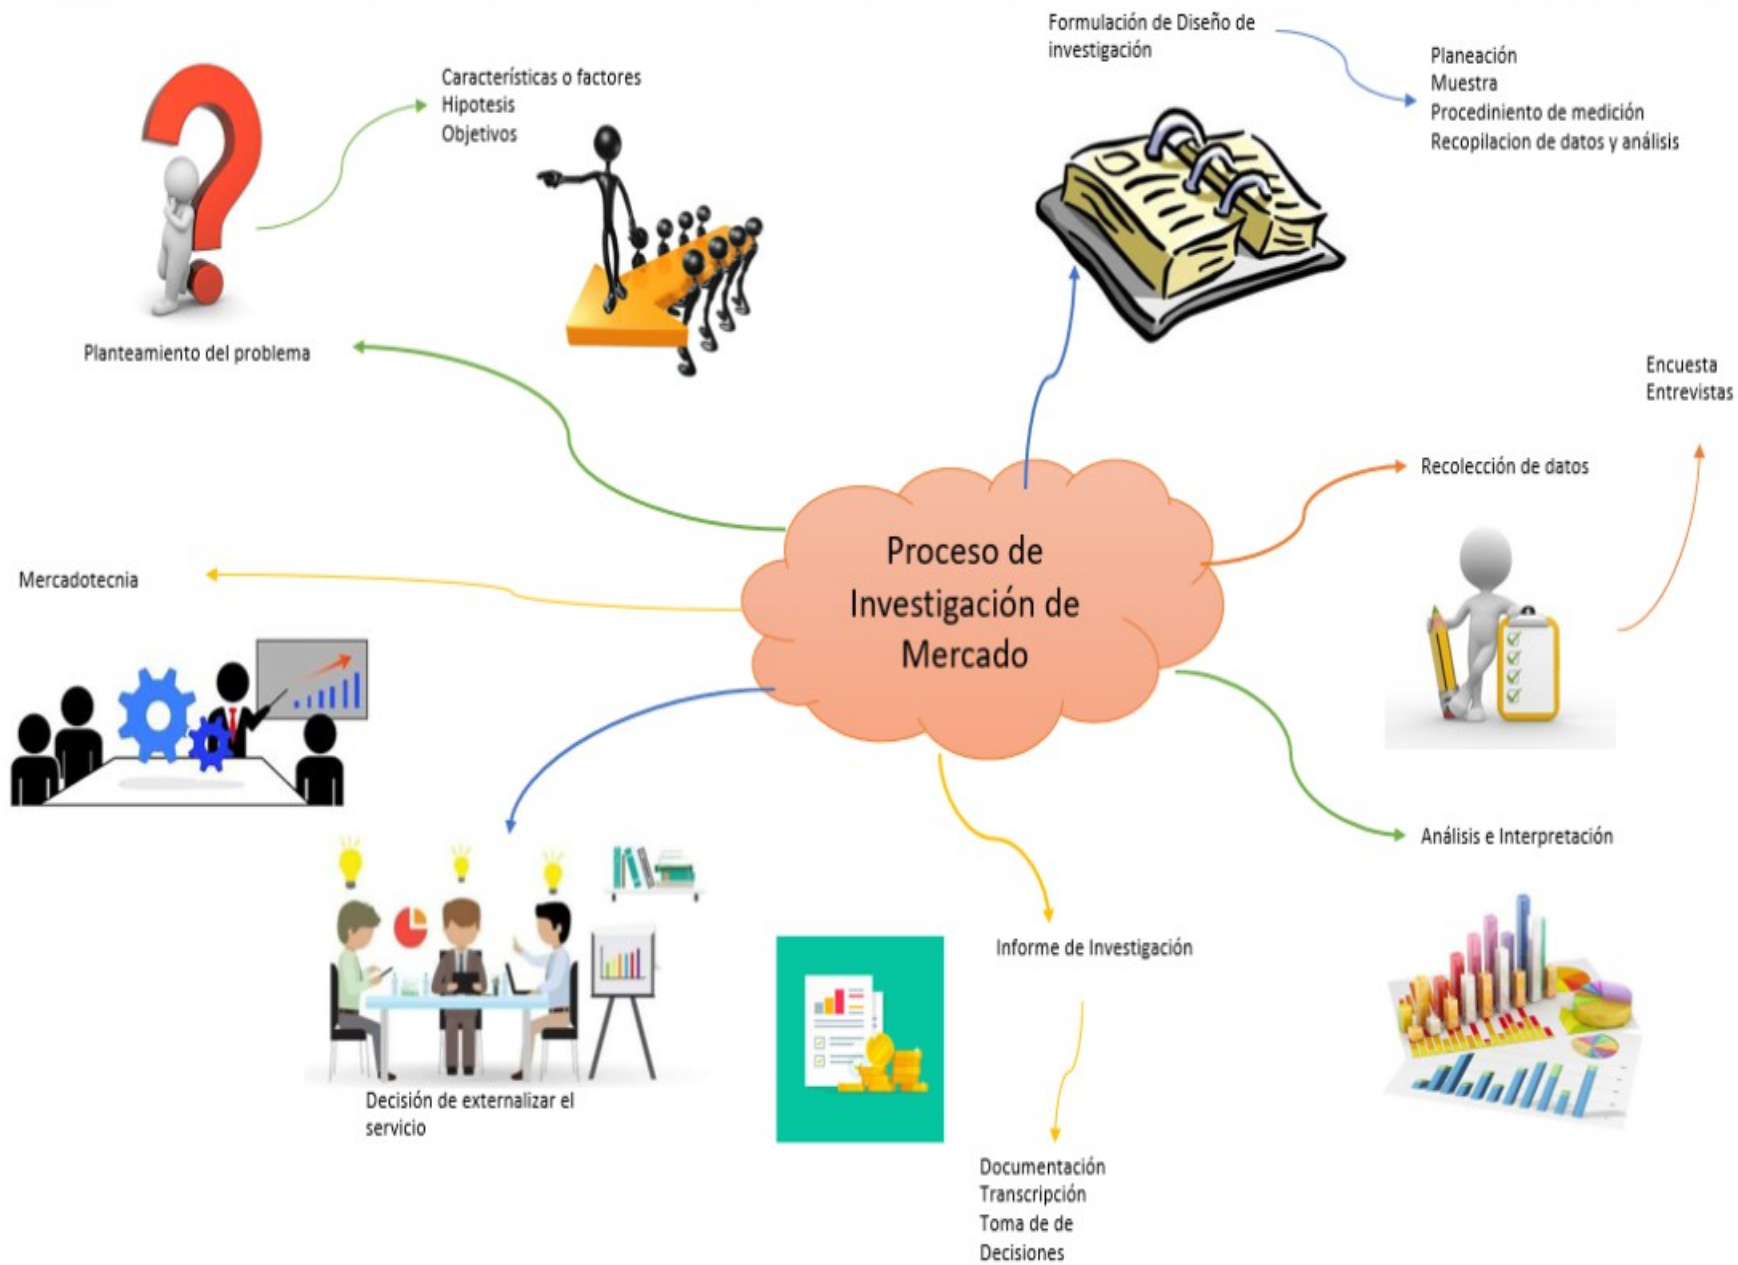 Formulación de Diseño de
investigación
Planeación
Muestra
Procediniento de medición
Recopilacion de datos y análisis
Características o factores
Hipotesis
Objetivos
Planteamiento del problema
Encuesta
Entrevistas
Recolección de datos
Proceso de
Investigación de
Mercado
Mercadotecnia
Análisis e Interpretación
Informe de Investigación
Decisión de externalizar el
servicio
Documentación
Transcripción
Toma de de
Decisiones